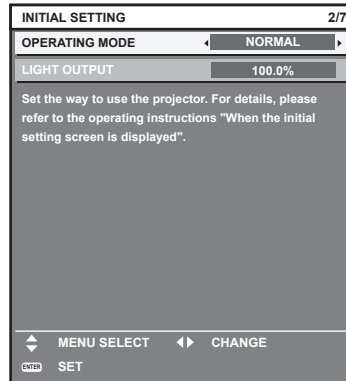 INITIAL SETTING 2/7
OPERATING MODE NORMAL
LIGHT OUTPUT 100.0%
Set the way to use the projector. For details, please
refer to the operating instructions "When the initial
setting screen is displayed".
MENU SELECT CHANGE
ENTER SET